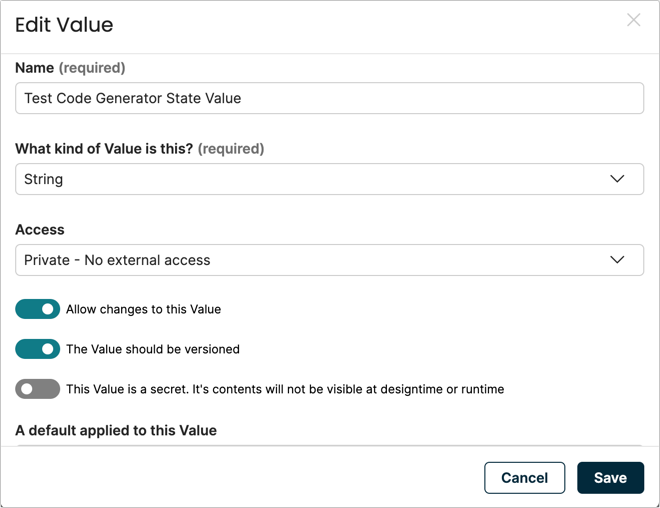 Edit Value
Name (required)
Test Code Generator State Value
What kind of Value is this? (required)
String
Access
Private - No external access
Allow changes to this Value
The Value should be versioned
This Value is a secret. It's contents will not be visible at designtime or runtime
A default applied to this Value
Cancel Save